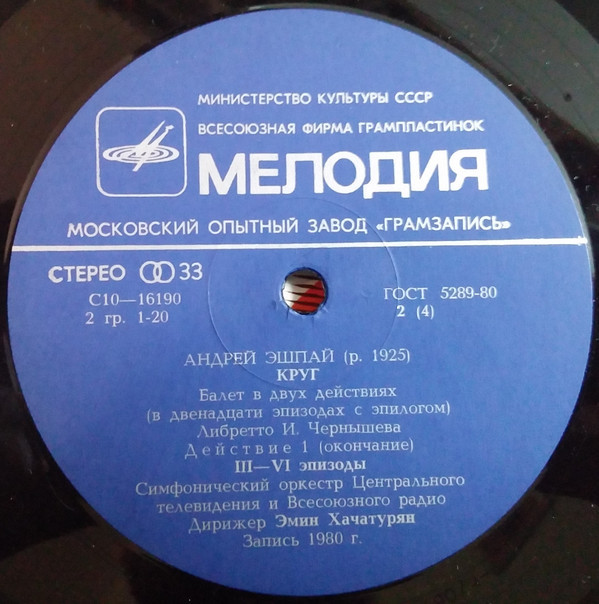 МИНИСТЕРСТВО КУЛЬТУРЫ СССР
ВСЕСОЮЗНАЯ ФИРМА ГРАМПЛАСТИНОК
МЕЛОДИЯ
МОСКОВСКИЙ ОПЫТНЫЙ ЗАВОД «ГРАМЗАПИСЬ»
СТЕРЕО 33
С10—16190
2 гр. 1-20
ГОСТ 5289-80
2 (4)
АНДРЕЙ ЭШПАЙ (р. 1925)
КРУГ
Балет в двух действиях
(в двенадцати эпизодах с эпилогом)
Либретто И. Чернышева
Действие 1 (окончание)
III—VI эпизоды
Симфонический оркестр Центрального
телевидения и Всесоюзного радио
Дирижер Эмин Хачатурян
Запись 1980 г.